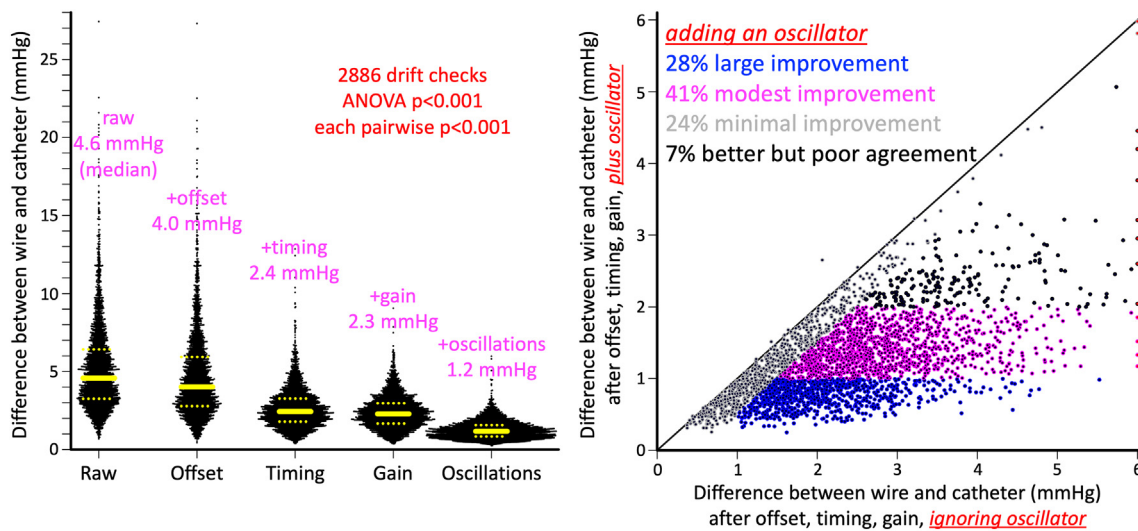 Difference between wire and catheter (mmHg)
25
20
15
10
5
0
2886 drift checks
ANOVA p<0.001
each pairwise p<0.001
raw
4.6 mmHg
(median)
+offset
4.0 mmHg
+timing
2.4 mmHg
+gain
2.3 mmHg
+oscillations
1.2 mmHg
Raw
Offset
Timing
Gain
Oscillations
Difference between wire and catheter (mmHg)
after offset, timing, gain, plus oscillator
6
5
4
3
2
1
0
adding an oscillator
28% large improvement
41% modest improvement
24% minimal improvement
7% better but poor agreement
0
1
2
3
4
5
6
Difference between wire and catheter (mmHg)
after offset, timing, gain, ignoring oscillator